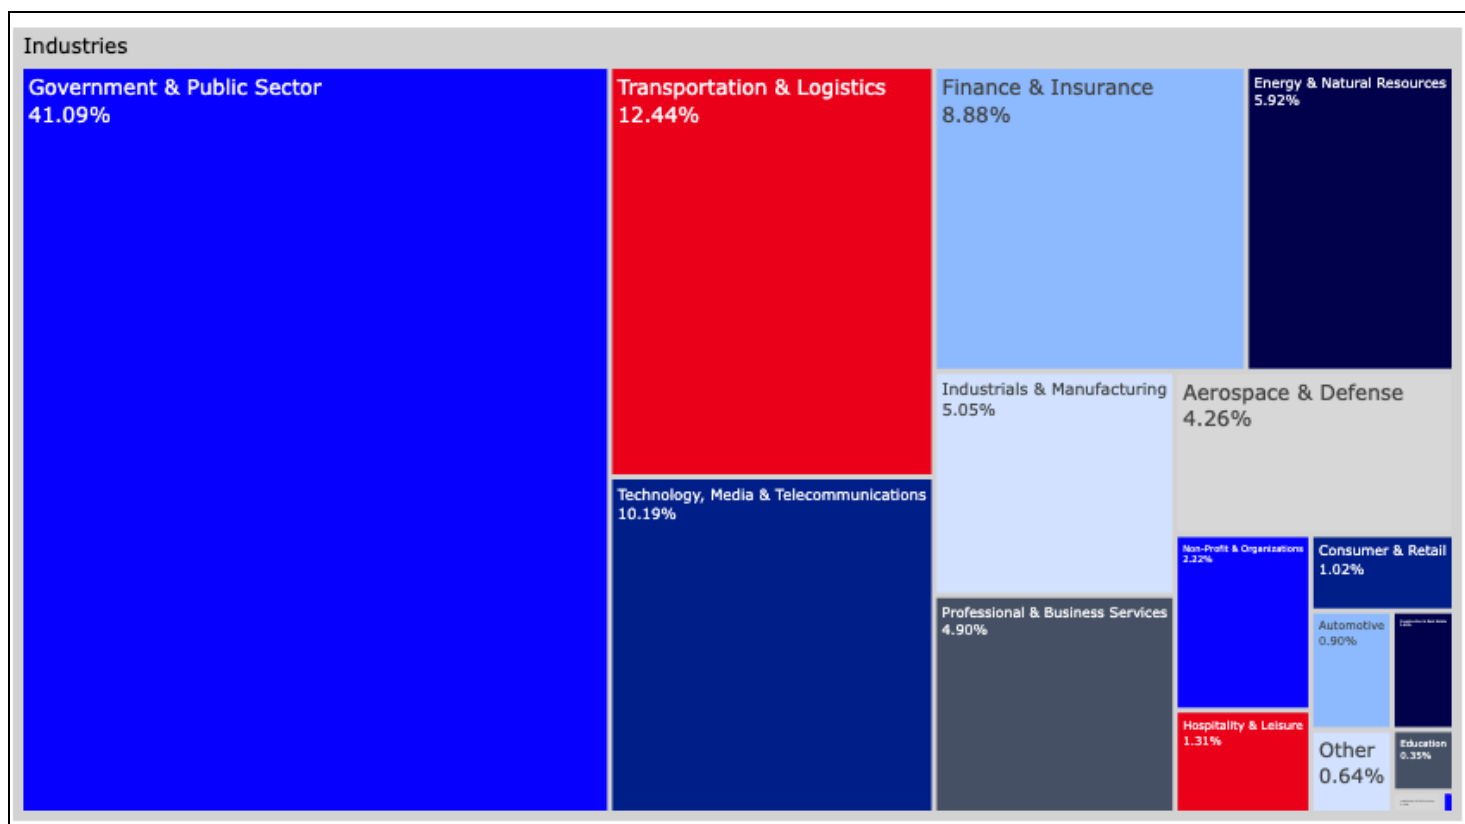 Industries
Government & Public Sector
41.09%
Transportation & Logistics
12.44%
Technology, Media & Telecommunications
10.19%
Finance & Insurance
8.88%
Energy & Natural Resources
5.92%
Industrials & Manufacturing
5.05%
Professional & Business Services
4.90%
Aerospace & Defense
4.26%
Non-Profit & Organizations
2.22%
Hospitality & Leisure
1.31%
Consumer & Retail
1.02%
Automotive
0.90%
Other
0.64%
Education
0.35%